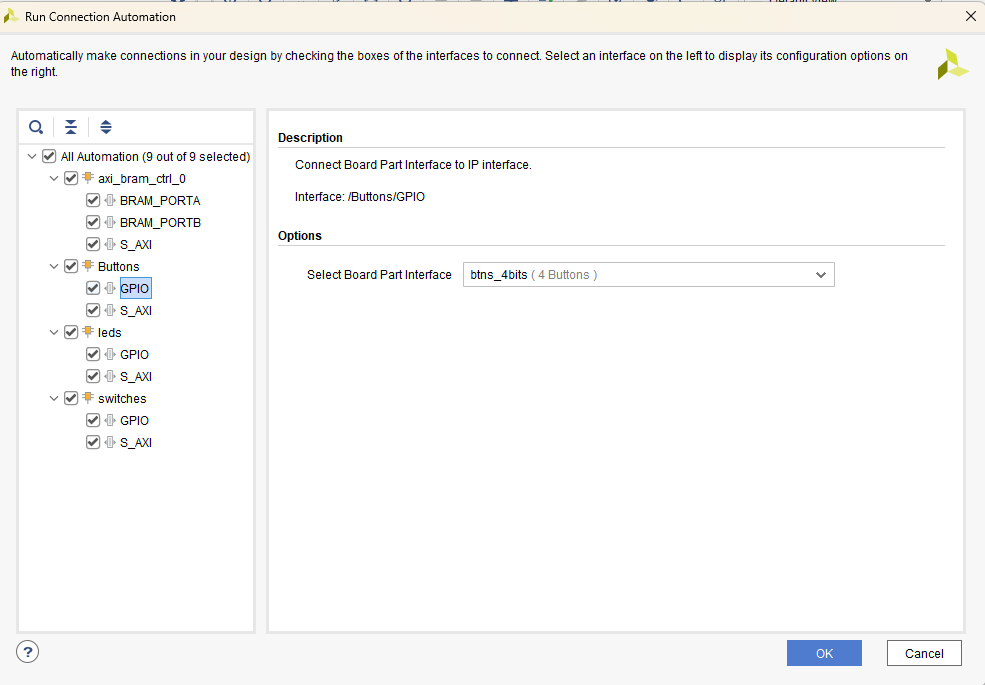 Run Connection Automation
Automatically make connections in your design by checking the boxes of the interfaces to connect. Select an interface on the left to display its configuration options on
the right.
All Automation (9 out of 9 selected)
axi_bram_ctrl_0
BRAM_PORTA
BRAM_PORTB
S_AXI
Buttons
GPIO
S_AXI
leds
GPIO
S_AXI
switches
GPIO
S_AXI
Description
Connect Board Part Interface to IP interface.
Interface: /Buttons/GPIO
Options
Select Board Part Interface btns_4bits ( 4 Buttons )
?
OK Cancel